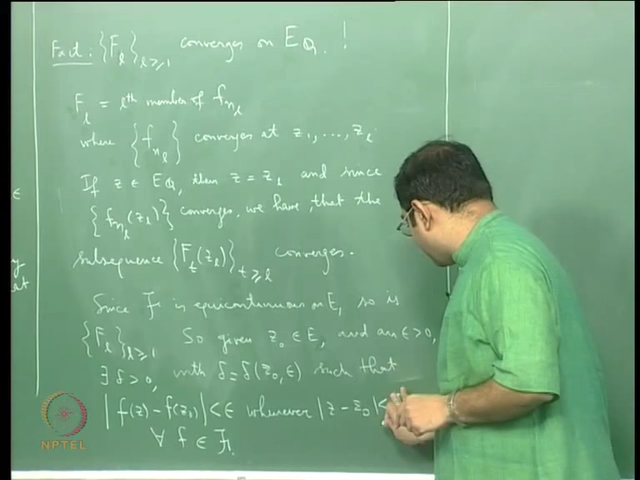 Fact: {F_l}_{l≥1} converges on E_Q. !
F_l = lth member of f_{n_l}
where {f_{n_l}} converges at z_1, ..., z_l.
If z ∈ E_Q, then z = z_l and since
{f_{n_l}(z_l)} converges, we have, that the
subsequence {F_t(z_l)}_{t≥l} converges.
Since F is equicontinuous on E, so is
{F_l}_{l≥1} So given z_0 ∈ E, and an ε>0,
∃ δ>0, with δ=δ(z_0,ε) such that
|f(z) - f(z_0)| < ε whenever |z - z_0| <
∀ f ∈ F.
NPTEL